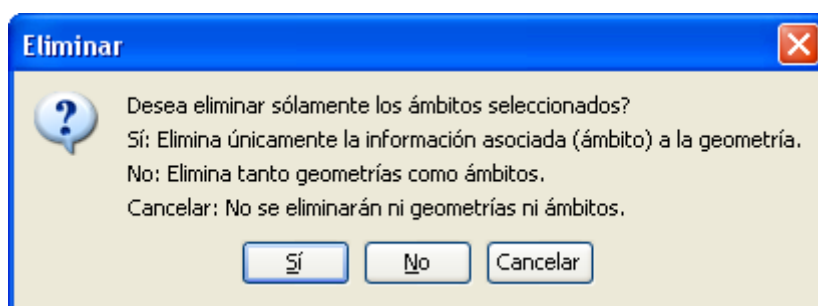 Eliminar
Desea eliminar sólamente los ámbitos seleccionados?
Sí: Elimina únicamente la información asociada (ámbito) a la geometría.
No: Elimina tanto geometrías como ámbitos.
Cancelar: No se eliminarán ni geometrías ni ámbitos.
Sí No Cancelar